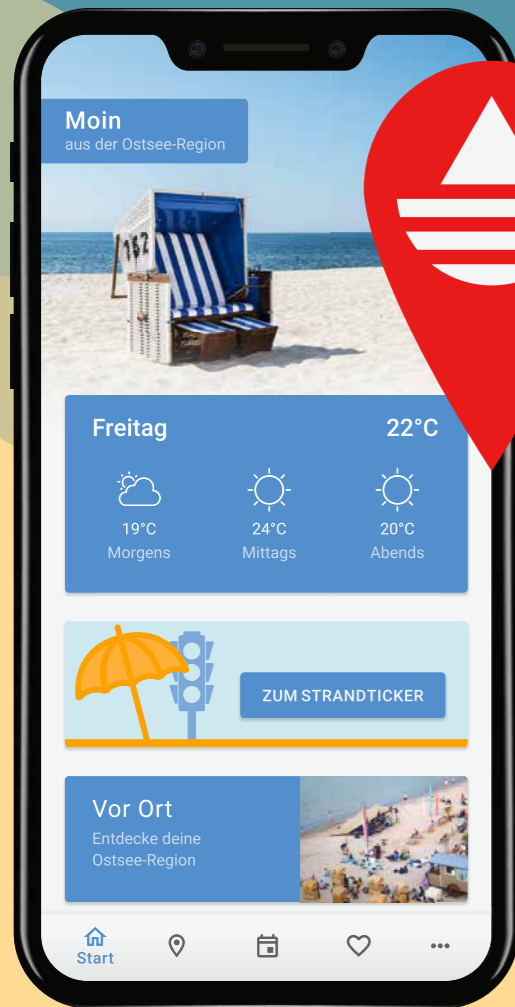 Moin
aus der Ostsee-Region
162
Freitag 22°C
19°C 24°C 20°C
Morgens Mittags Abends
ZUM STRANDTICKER
Vor Ort
Entdecke deine
Ostsee-Region
Start